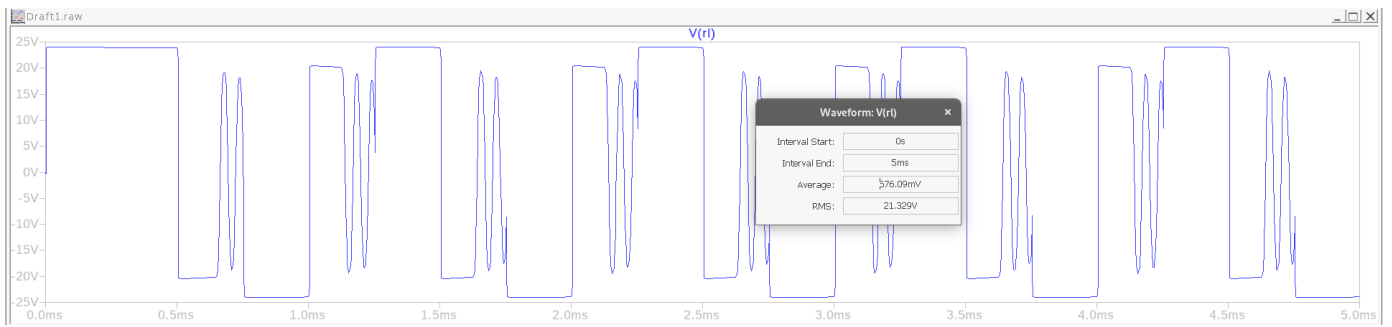 Draft1.raw
V(rl)
25V
20V
15V
10V
5V
0V
-5V
-10V
-15V
-20V
-25V
0.0ms 0.5ms 1.0ms 1.5ms 2.0ms 2.5ms 3.0ms 3.5ms 4.0ms 4.5ms 5.0ms
Waveform: V(rl)
Interval Start: 0s
Interval End: 5ms
Average: 576.09mV
RMS: 21.329V